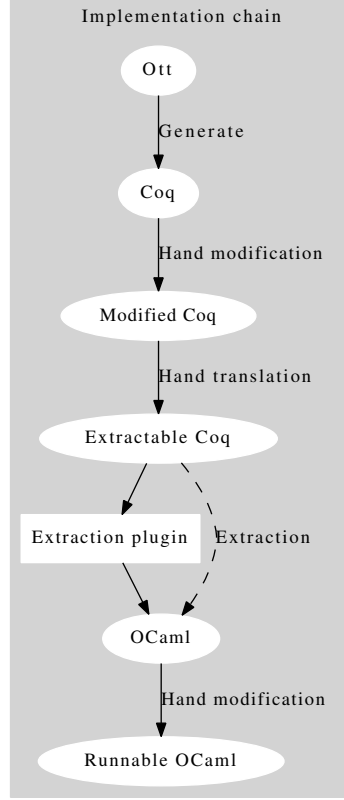 Implementation chain
Ott
Generate
Coq
Hand modification
Modified Coq
Hand translation
Extractable Coq
Extraction plugin
Extraction
OCaml
Hand modification
Runnable OCaml